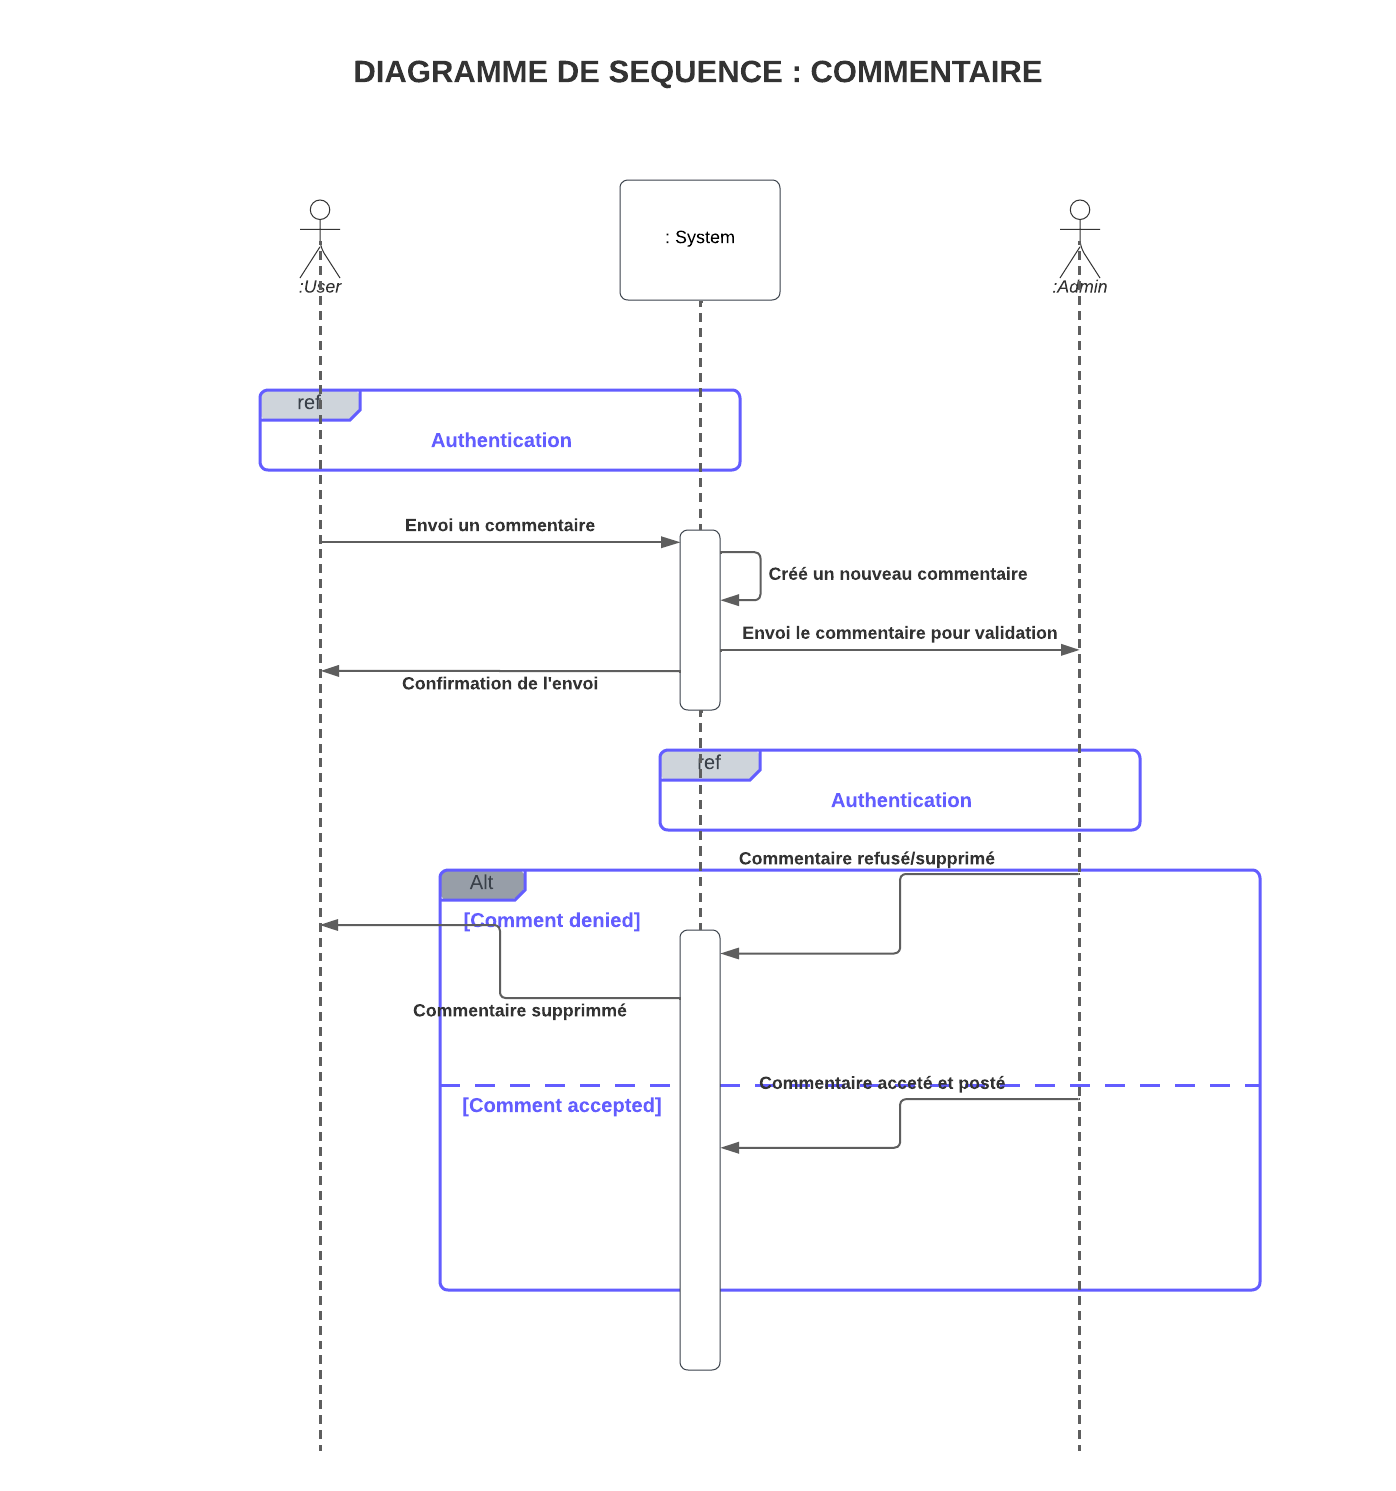 DIAGRAMME DE SEQUENCE : COMMENTAIRE
: System
:User
:Admin
ref
Authentication
Envoi un commentaire
Créé un nouveau commentaire
Envoi le commentaire pour validation
Confirmation de l'envoi
ref
Authentication
Commentaire refusé/supprimé
Alt
[Comment denied]
Commentaire supprimmé
Commentaire acceté et posté
[Comment accepted]